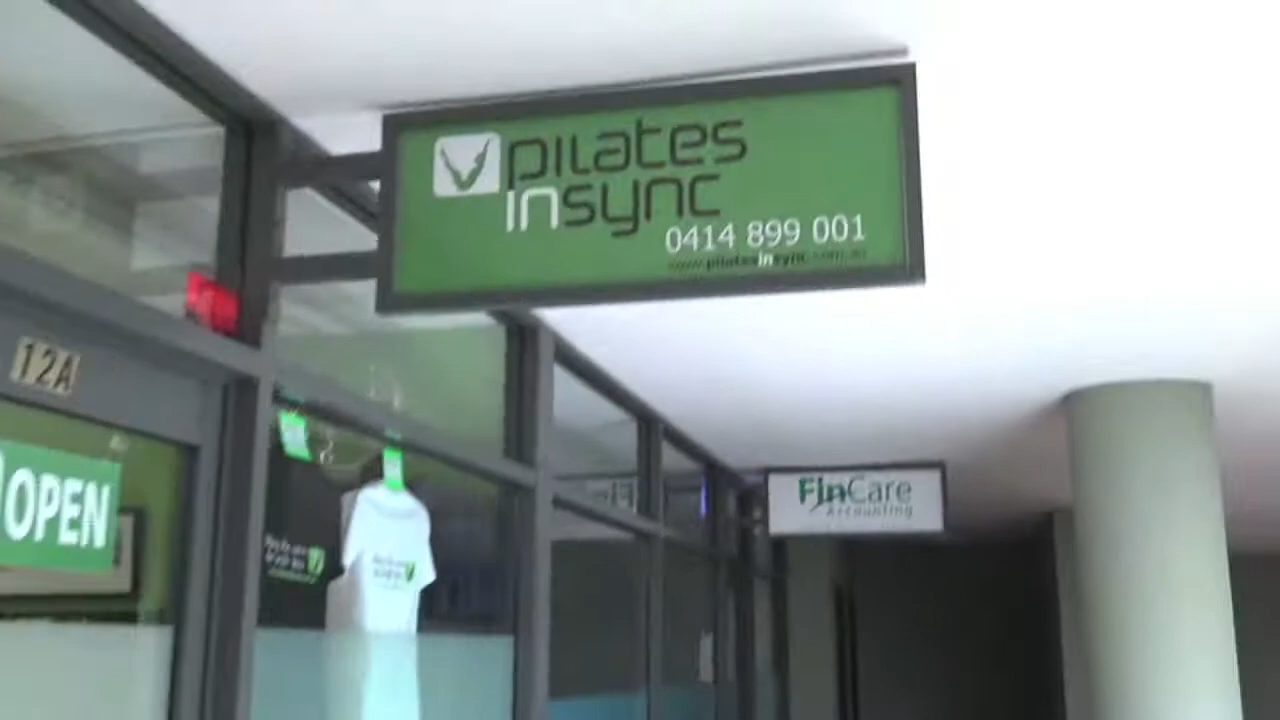 pilates
insync
0414 899 001
www.pilatesinsync.com.au
12A
OPEN
FinCare
Accounting